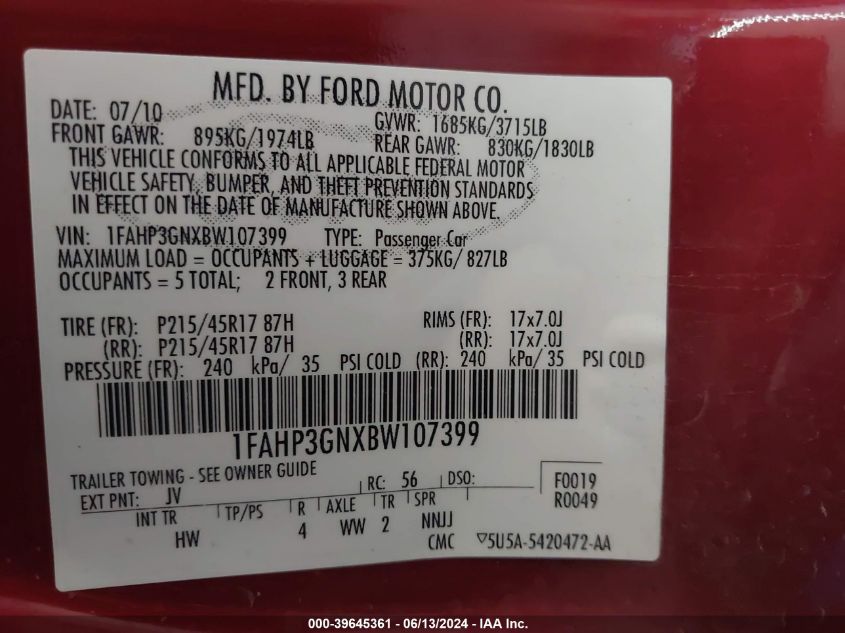 MFD. BY FORD MOTOR CO.
DATE: 07/10 GVWR: 1685KG/3715LB
FRONT GAWR: 895KG/1974LB REAR GAWR: 830KG/1830LB
THIS VEHICLE CONFORMS TO ALL APPLICABLE FEDERAL MOTOR
VEHICLE SAFETY, BUMPER, AND THEFT PREVENTION STANDARDS
IN EFFECT ON THE DATE OF MANUFACTURE SHOWN ABOVE.
VIN: 1FAHP3GNXBW107399 TYPE: Passenger Car
MAXIMUM LOAD = OCCUPANTS + LUGGAGE = 375KG/ 827LB
OCCUPANTS = 5 TOTAL; 2 FRONT, 3 REAR
TIRE (FR): P215/45R17 87H RIMS (FR): 17x7.0J
(RR): P215/45R17 87H (RR): 17x7.0J
PRESSURE (FR): 240 kPa/ 35 PSI COLD (RR): 240 kPa/ 35 PSI COLD
1FAHP3GNXBW107399
TRAILER TOWING - SEE OWNER GUIDE
EXT PNT: JV RC: 56 DSO: F0019
R0049
INT TR TP/PS R AXLE TR SPR
HW 4 WW 2 NNJJ
CMC ▽5U5A-5420472-AA
000-39645361 - 06/13/2024 - IAA Inc.